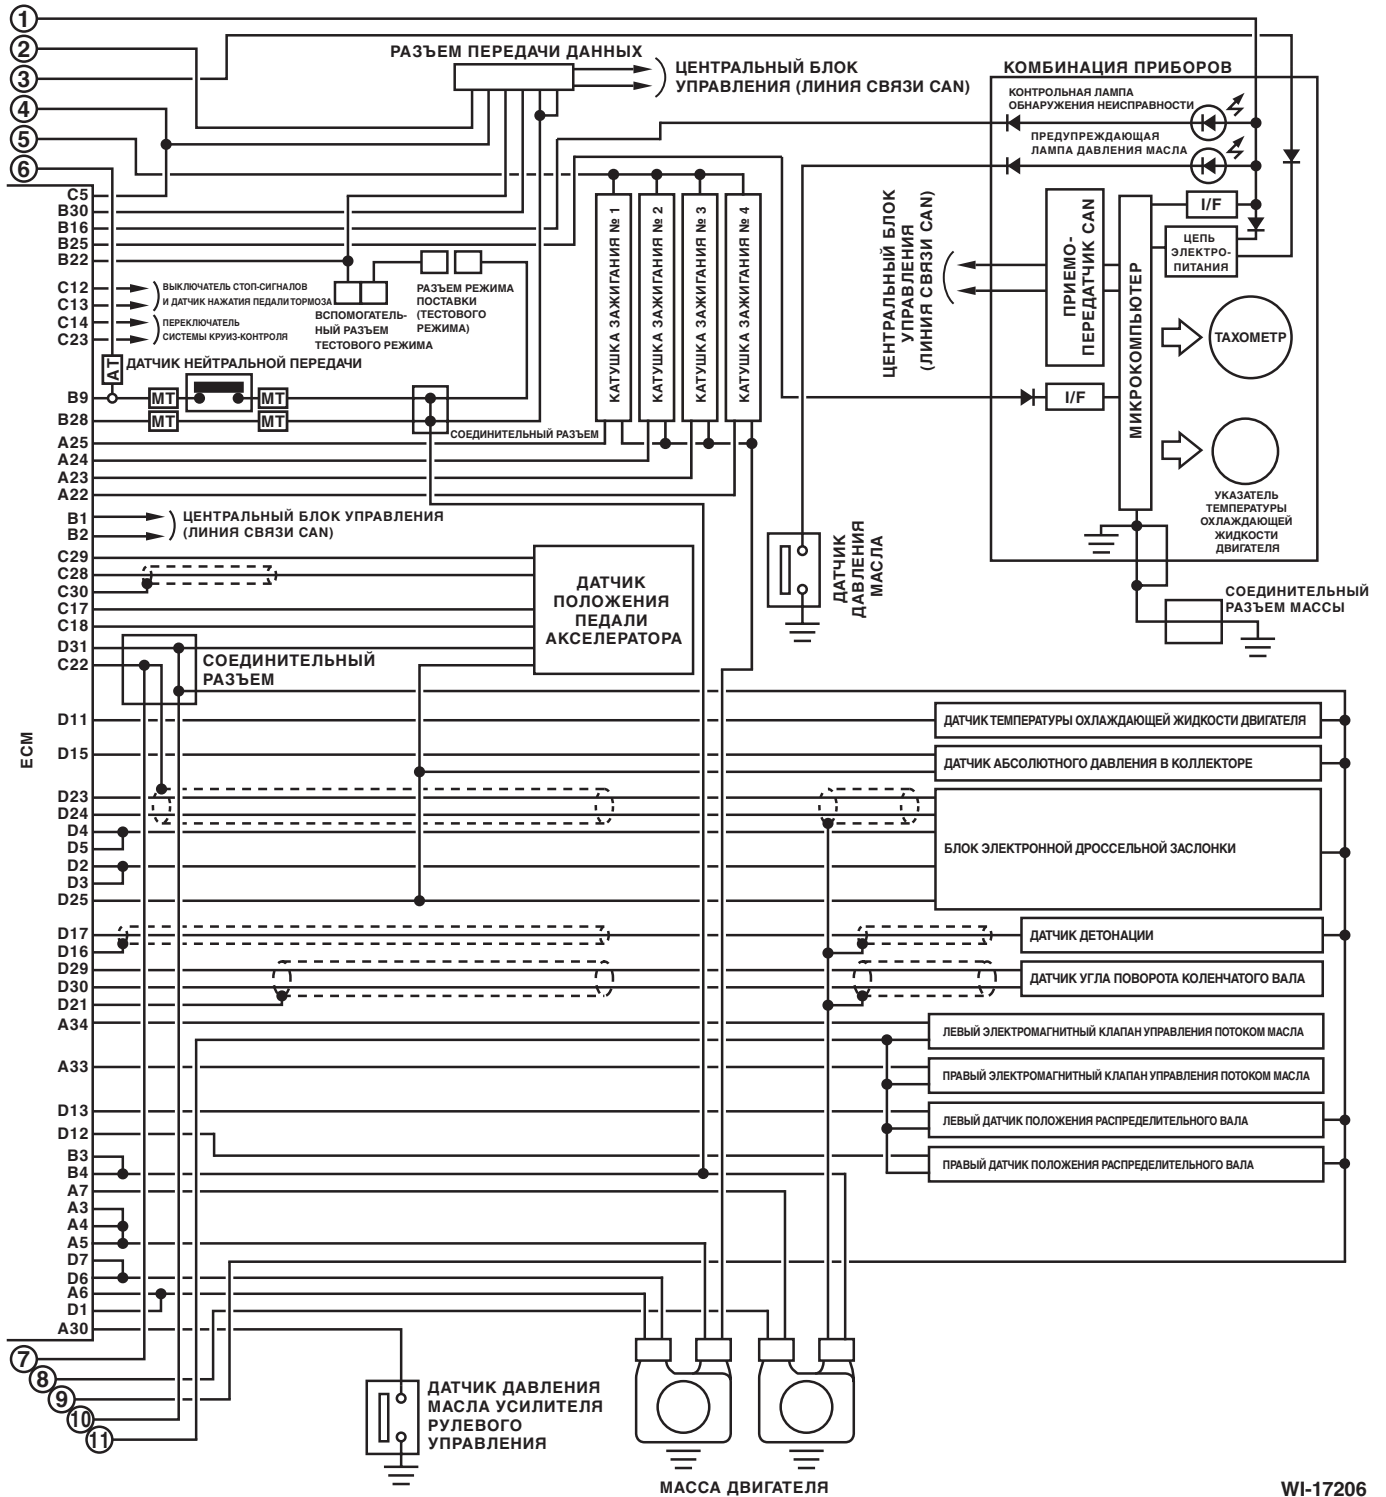 1
2
3
4
5
6
РАЗЪЕМ ПЕРЕДАЧИ ДАННЫХ
ЦЕНТРАЛЬНЫЙ БЛОК
УПРАВЛЕНИЯ (ЛИНИЯ СВЯЗИ CAN)
КОМБИНАЦИЯ ПРИБОРОВ
КОНТРОЛЬНАЯ ЛАМПА
ОБНАРУЖЕНИЯ НЕИСПРАВНОСТИ
ПРЕДУПРЕЖДАЮЩАЯ
ЛАМПА ДАВЛЕНИЯ МАСЛА
I/F
ЦЕПЬ
ЭЛЕКТРО-
ПИТАНИЯ
ПРИЕМО-
ПЕРЕДАТЧИК CAN
МИКРОКОМПЬЮТЕР
ЦЕНТРАЛЬНЫЙ БЛОК
УПРАВЛЕНИЯ
(ЛИНИЯ СВЯЗИ CAN)
ТАХОМЕТР
I/F
УКАЗАТЕЛЬ
ТЕМПЕРАТУРЫ
ОХЛАЖДАЮЩЕЙ
ЖИДКОСТИ
ДВИГАТЕЛЯ
СОЕДИНИТЕЛЬНЫЙ
РАЗЪЕМ МАССЫ
КАТУШКА ЗАЖИГАНИЯ № 1
КАТУШКА ЗАЖИГАНИЯ № 2
КАТУШКА ЗАЖИГАНИЯ № 3
КАТУШКА ЗАЖИГАНИЯ № 4
C5
B30
B16
B25
B22
C12
C13
C14
C23
ВЫКЛЮЧАТЕЛЬ СТОП-СИГНАЛОВ
И ДАТЧИК НАЖАТИЯ ПЕДАЛИ ТОРМОЗА
ПЕРЕКЛЮЧАТЕЛЬ
СИСТЕМЫ КРУИЗ-КОНТРОЛЯ
ВСПОМОГАТЕЛЬ-
НЫЙ РАЗЪЕМ
ТЕСТОВОГО РЕЖИМА
РАЗЪЕМ РЕЖИМА
ПОСТАВКИ
(ТЕСТОВОГО
РЕЖИМА)
AT
ДАТЧИК НЕЙТРАЛЬНОЙ ПЕРЕДАЧИ
B9
MT
MT
B28
MT
MT
СОЕДИНИТЕЛЬНЫЙ РАЗЪЕМ
A25
A24
A23
A22
B1
B2
ЦЕНТРАЛЬНЫЙ БЛОК УПРАВЛЕНИЯ
(ЛИНИЯ СВЯЗИ CAN)
ДАТЧИК
ДАВЛЕНИЯ
МАСЛА
C29
C28
C30
C17
C18
D31
C22
ДАТЧИК
ПОЛОЖЕНИЯ
ПЕДАЛИ
АКСЕЛЕРАТОРА
СОЕДИНИТЕЛЬНЫЙ
РАЗЪЕМ
ECM
D11
ДАТЧИК ТЕМПЕРАТУРЫ ОХЛАЖДАЮЩЕЙ ЖИДКОСТИ ДВИГАТЕЛЯ
D15
ДАТЧИК АБСОЛЮТНОГО ДАВЛЕНИЯ В КОЛЛЕКТОРЕ
D23
D24
D4
D5
D2
D3
D25
БЛОК ЭЛЕКТРОННОЙ ДРОССЕЛЬНОЙ ЗАСЛОНКИ
D17
D16
ДАТЧИК ДЕТОНАЦИИ
D29
D30
D21
ДАТЧИК УГЛА ПОВОРОТА КОЛЕНЧАТОГО ВАЛА
A34
ЛЕВЫЙ ЭЛЕКТРОМАГНИТНЫЙ КЛАПАН УПРАВЛЕНИЯ ПОТОКОМ МАСЛА
A33
ПРАВЫЙ ЭЛЕКТРОМАГНИТНЫЙ КЛАПАН УПРАВЛЕНИЯ ПОТОКОМ МАСЛА
D13
ЛЕВЫЙ ДАТЧИК ПОЛОЖЕНИЯ РАСПРЕДЕЛИТЕЛЬНОГО ВАЛА
D12
ПРАВЫЙ ДАТЧИК ПОЛОЖЕНИЯ РАСПРЕДЕЛИТЕЛЬНОГО ВАЛА
B3
B4
A7
A3
A4
A5
D7
D6
A6
D1
A30
7
8
9
10
11
ДАТЧИК ДАВЛЕНИЯ
МАСЛА УСИЛИТЕЛЯ
РУЛЕВОГО
УПРАВЛЕНИЯ
МАССА ДВИГАТЕЛЯ
WI-17206